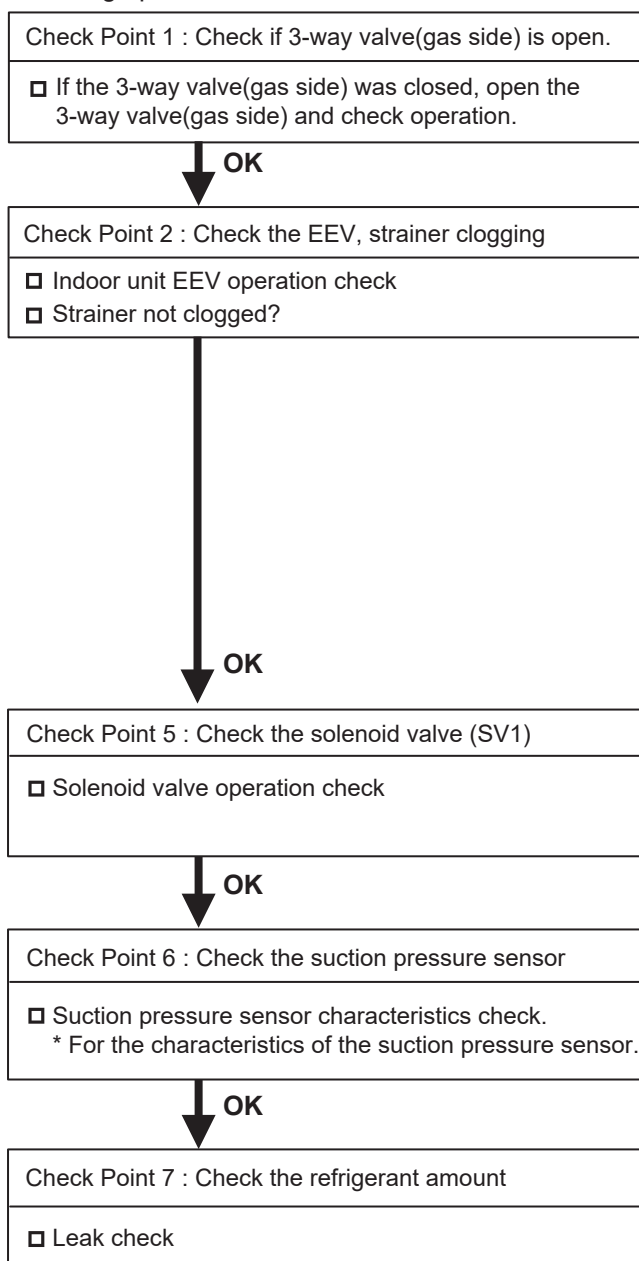 Check Point 1 : Check if 3-way valve(gas side) is open.
If the 3-way valve(gas side) was closed, open the
3-way valve(gas side) and check operation.
OK
Check Point 2 : Check the EEV, strainer clogging
Indoor unit EEV operation check
Strainer not clogged?
OK
Check Point 5 : Check the solenoid valve (SV1)
Solenoid valve operation check
OK
Check Point 6 : Check the suction pressure sensor
Suction pressure sensor characteristics check.
* For the characteristics of the suction pressure sensor.
OK
Check Point 7 : Check the refrigerant amount
Leak check